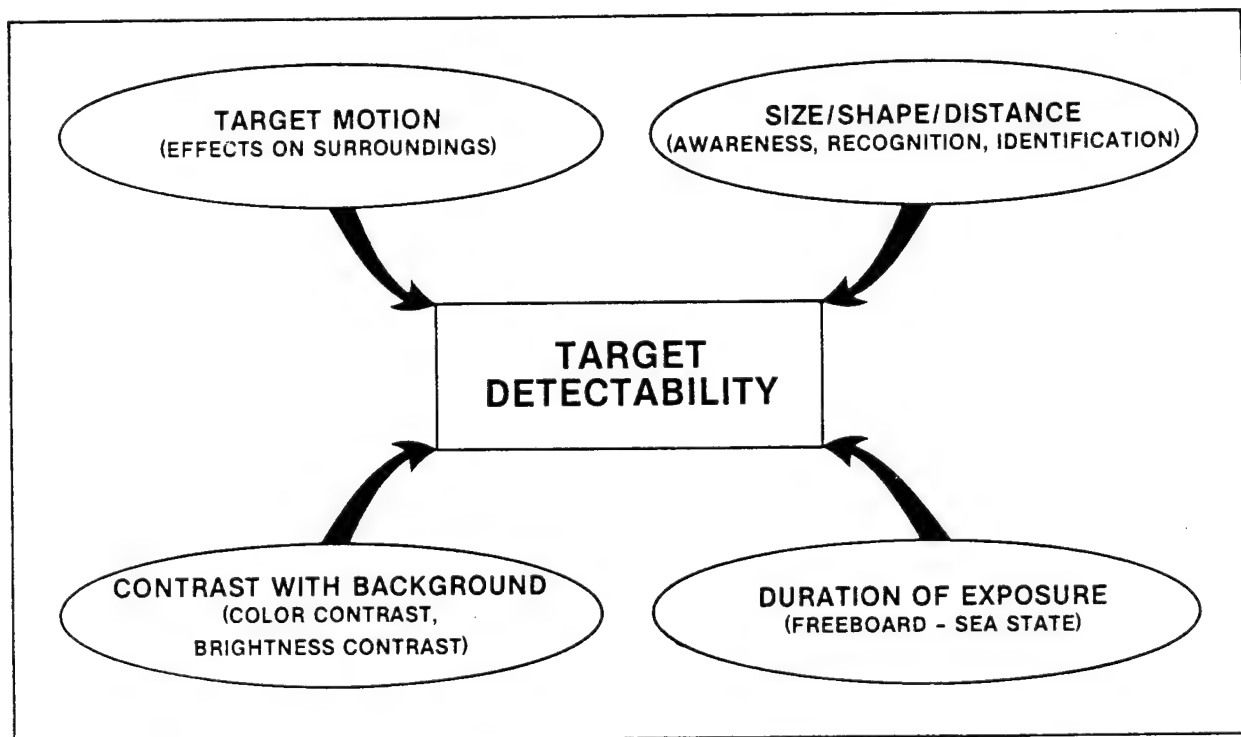 TARGET MOTION
(EFFECTS ON SURROUNDINGS)
SIZE/SHAPE/DISTANCE
(AWARENESS, RECOGNITION, IDENTIFICATION)
TARGET
DETECTABILITY
CONTRAST WITH BACKGROUND
(COLOR CONTRAST,
BRIGHTNESS CONTRAST)
DURATION OF EXPOSURE
(FREEBOARD - SEA STATE)